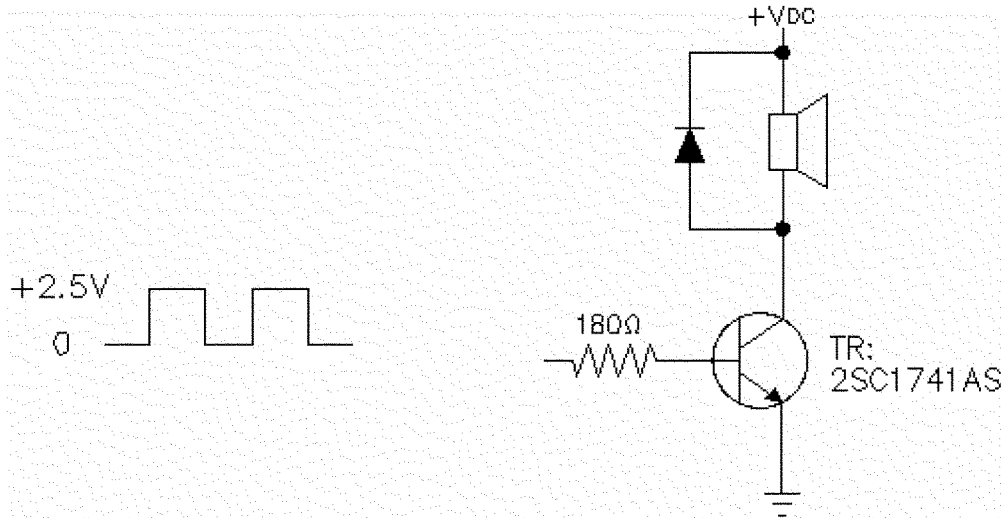 +VDC
+2.5V
0
180Ω
TR:
2SC1741AS